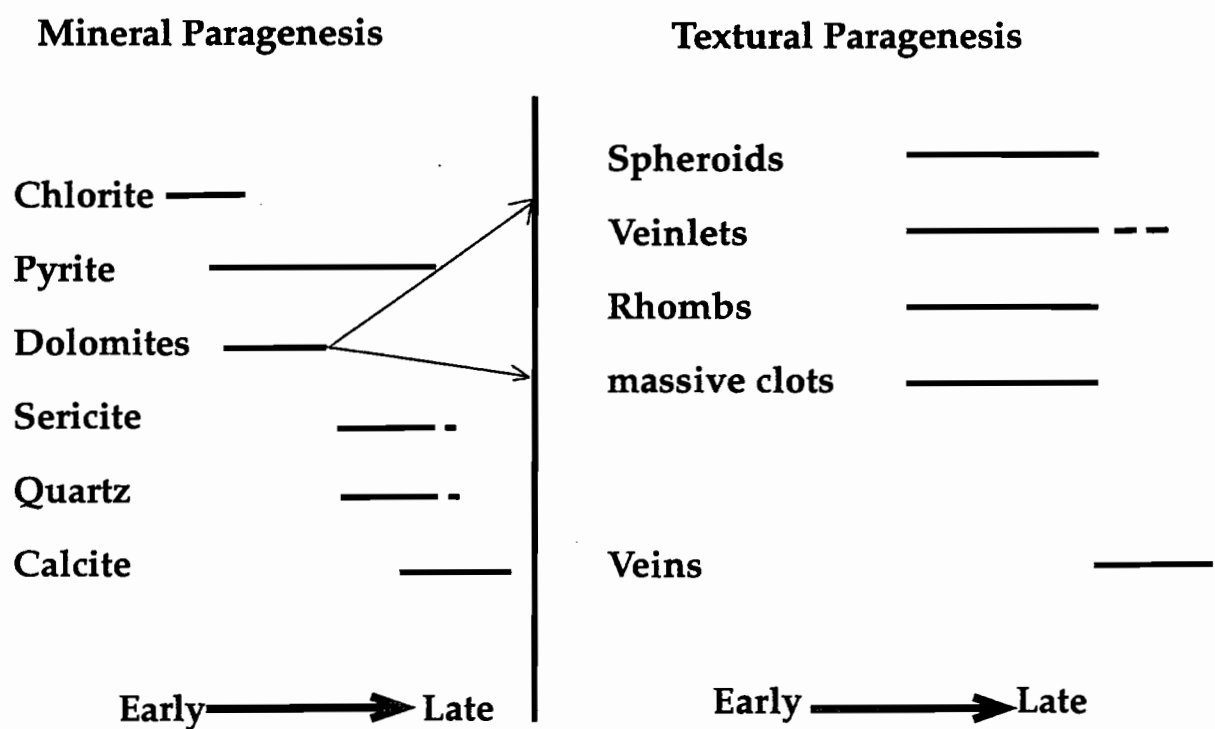 Mineral Paragenesis
Chlorite
Pyrite
Dolomites
Sericite
Quartz
Calcite
Early Late
Textural Paragenesis
Spheroids
Veinlets
Rhombs
massive clots
Veins
Early Late